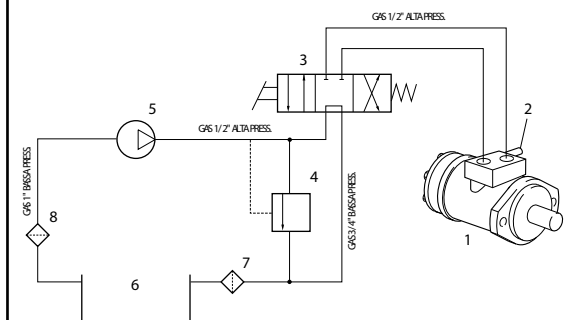 GAS 1/2" ALTA PRESS.
3
2
5
GAS 1/2" ALTA PRESS.
4
GAS 1" BASSA PRESS.
GAS 3/4" BASSA PRESS.
8
1
7
6